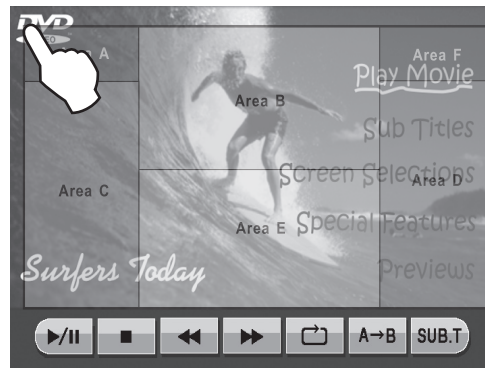 DVD
Area A
Area F
Play Movie
Area B
Sub Titles
Screen Selections
Area C
Area D
Area E
Special Features
Surfers Today
Previews
A→B
SUB.T